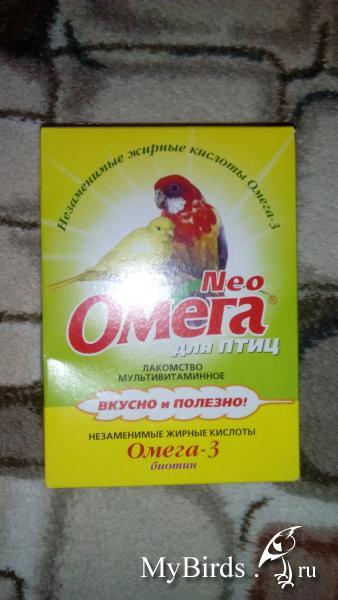 Незаменимые жирные кислоты Омега-3
Neo
Омега®
для птиц
ЛАКОМСТВО
МУЛЬТИВИТАМИННОЕ
ВКУСНО и ПОЛЕЗНО!
НЕЗАМЕНИМЫЕ ЖИРНЫЕ КИСЛОТЫ
Омега-3
биотин
MyBirds.ru